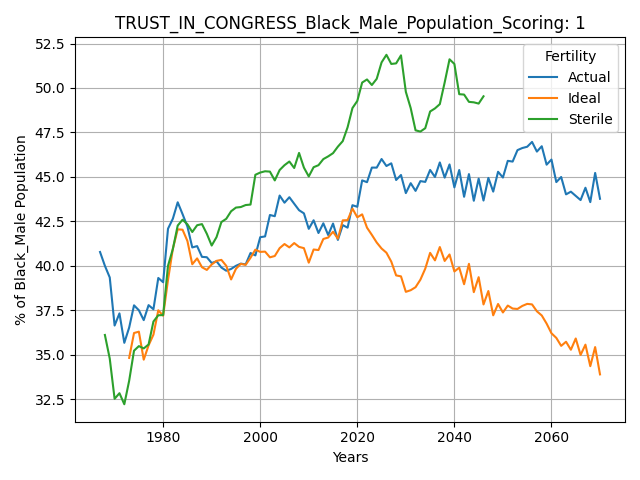 TRUST_IN_CONGRESS_Black_Male_Population_Scoring: 1
Fertility
Actual
Ideal
Sterile
% of Black_Male Population
52.5
50.0
47.5
45.0
42.5
40.0
37.5
35.0
32.5
1980
2000
2020
2040
2060
Years